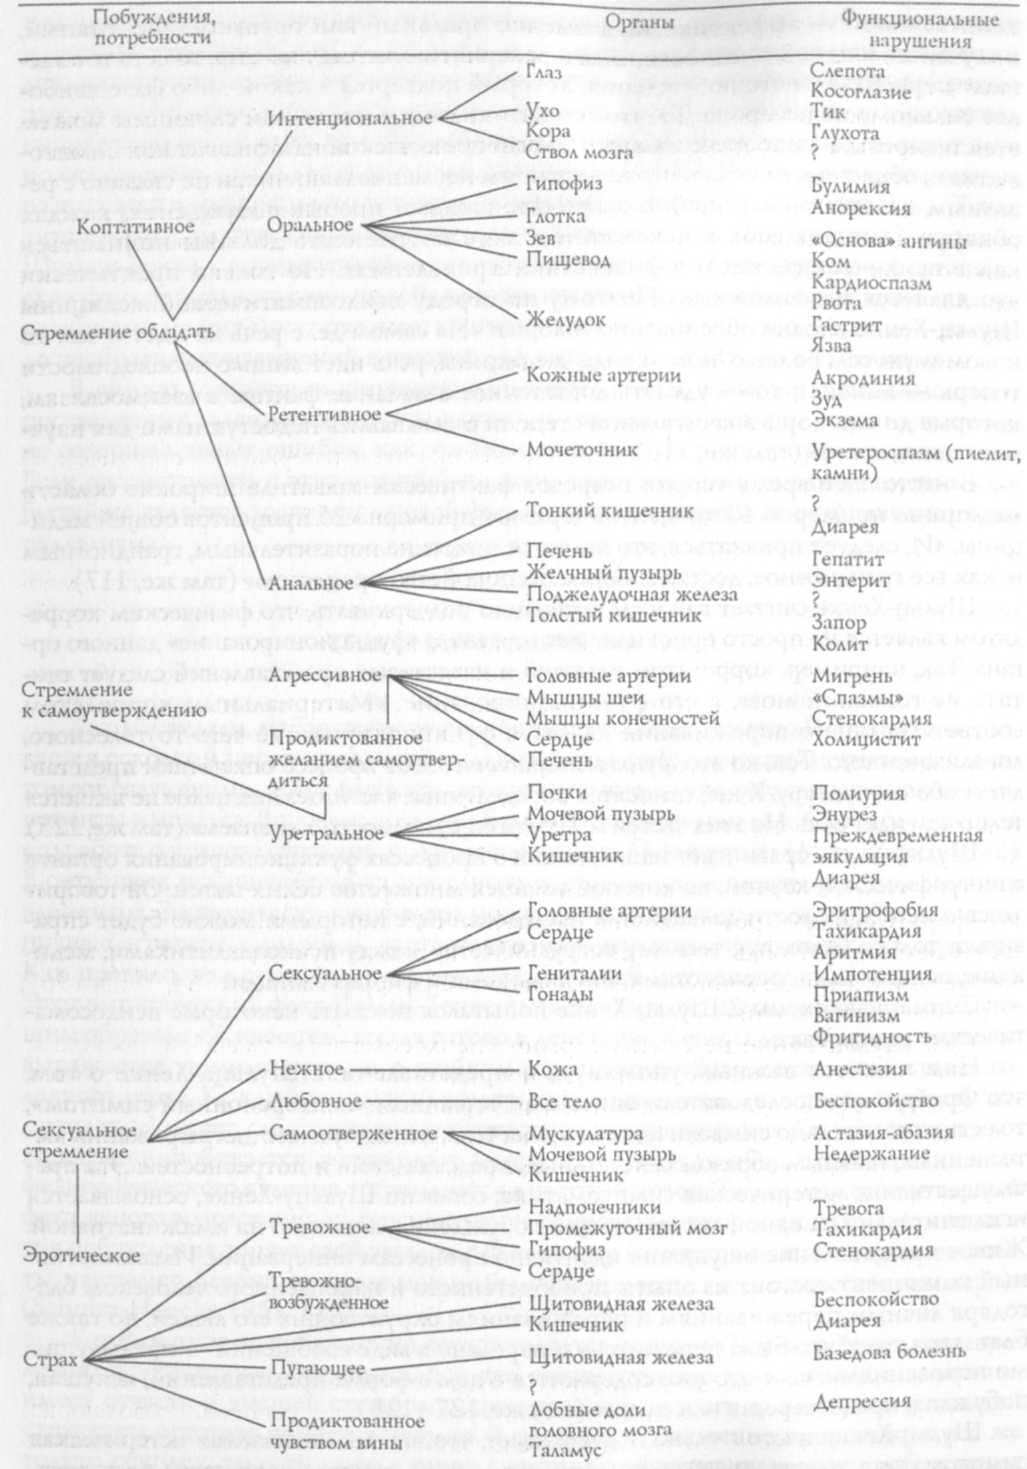 Побуждения, потребности
Органы
Функциональные нарушения
Коптативное
Стремление обладать
Интенциональное
Глаз
Ухо
Кора
Ствол мозга
Слепота
Косоглазие
Тик
Глухота
?
Оральное
Гипофиз
Глотка
Зев
Пищевод
Желудок
Булимия
Анорексия
«Основа» ангины
Ком
Кардиоспазм
Рвота
Гастрит
Язва
Ретентивное
Кожные артерии
Мочеточник
Акродиния
Зуд
Экзема
Уретероспазм (пиелит,
камни)
Анальное
Тонкий кишечник
Печень
Желчный пузырь
Поджелудочная железа
Толстый кишечник
?
Диарея
Гепатит
Энтерит
?
Запор
Колит
Стремление
к самоутверждению
Агрессивное
Продиктованное
желанием самоутвер-
диться
Головные артерии
Мышцы шеи
Мышцы конечностей
Сердце
Печень
Мигрень
«Спазмы»
Стенокардия
Холицистит
Уретральное
Почки
Мочевой пузырь
Уретра
Кишечник
Полиурия
Энурез
Преждевременная
эякуляция
Диарея
Сексуальное
стремление
Эротическое
Сексуальное
Головные артерии
Сердце
Гениталии
Гонады
Эритрофобия
Тахикардия
Аритмия
Импотенция
Приапизм
Вагинизм
Фригидность
Нежное
Кожа
Анестезия
Любовное
Все тело
Беспокойство
Самоотверженное
Мускулатура
Мочевой пузырь
Кишечник
Астазия-абазия
Недержание
Страх
Тревожное
Надпочечники
Промежуточный мозг
Гипофиз
Сердце
Тревога
Тахикардия
Стенокардия
Тревожно-
возбужденное
Щитовидная железа
Кишечник
Беспокойство
Диарея
Пугающее
Щитовидная железа
?
Базедова болезнь
Продиктованное
чувством вины
Лобные доли
головного мозга
Таламус
Депрессия